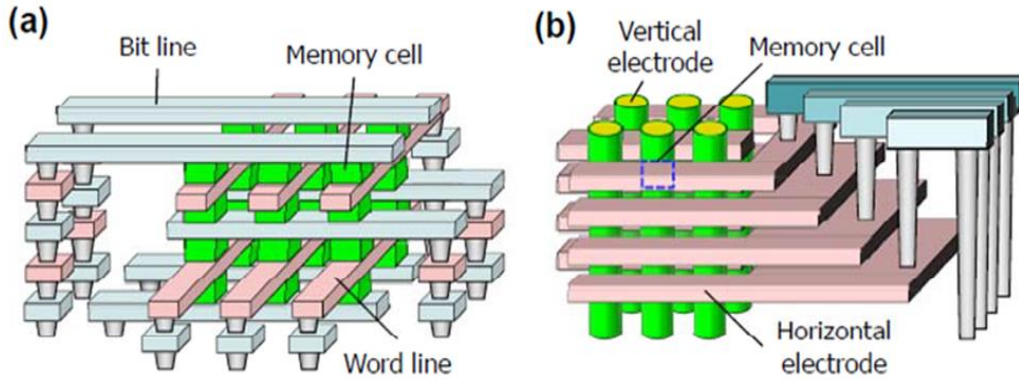 (a)
Bit line
Memory cell
Word line
(b)
Vertical
electrode
Memory cell
Horizontal
electrode